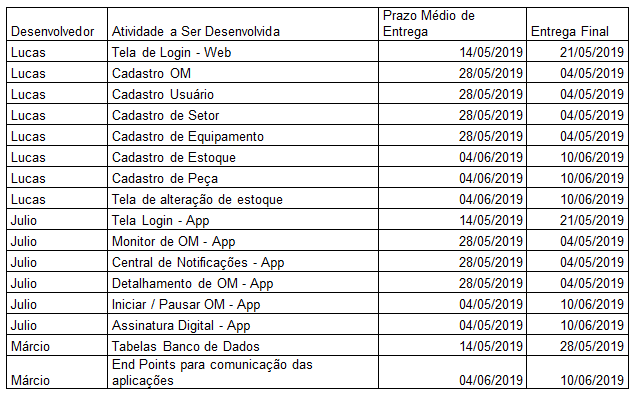 Desenvolvedor Atividade a Ser Desenvolvida Prazo Médio de Entrega Entrega Final
Lucas Tela de Login - Web 14/05/2019 21/05/2019
Lucas Cadastro OM 28/05/2019 04/05/2019
Lucas Cadastro Usuário 28/05/2019 04/05/2019
Lucas Cadastro de Setor 28/05/2019 04/05/2019
Lucas Cadastro de Equipamento 28/05/2019 04/05/2019
Lucas Cadastro de Estoque 04/06/2019 10/06/2019
Lucas Cadastro de Peça 04/06/2019 10/06/2019
Lucas Tela de alteração de estoque 04/06/2019 10/06/2019
Julio Tela Login - App 14/05/2019 21/05/2019
Julio Monitor de OM - App 28/05/2019 04/05/2019
Julio Central de Notificações - App 28/05/2019 04/05/2019
Julio Detalhamento de OM - App 28/05/2019 04/05/2019
Julio Iniciar / Pausar OM - App 04/05/2019 10/06/2019
Julio Assinatura Digital - App 04/05/2019 10/06/2019
Márcio Tabelas Banco de Dados 14/05/2019 28/05/2019
Márcio End Points para comunicação das aplicações 04/06/2019 10/06/2019